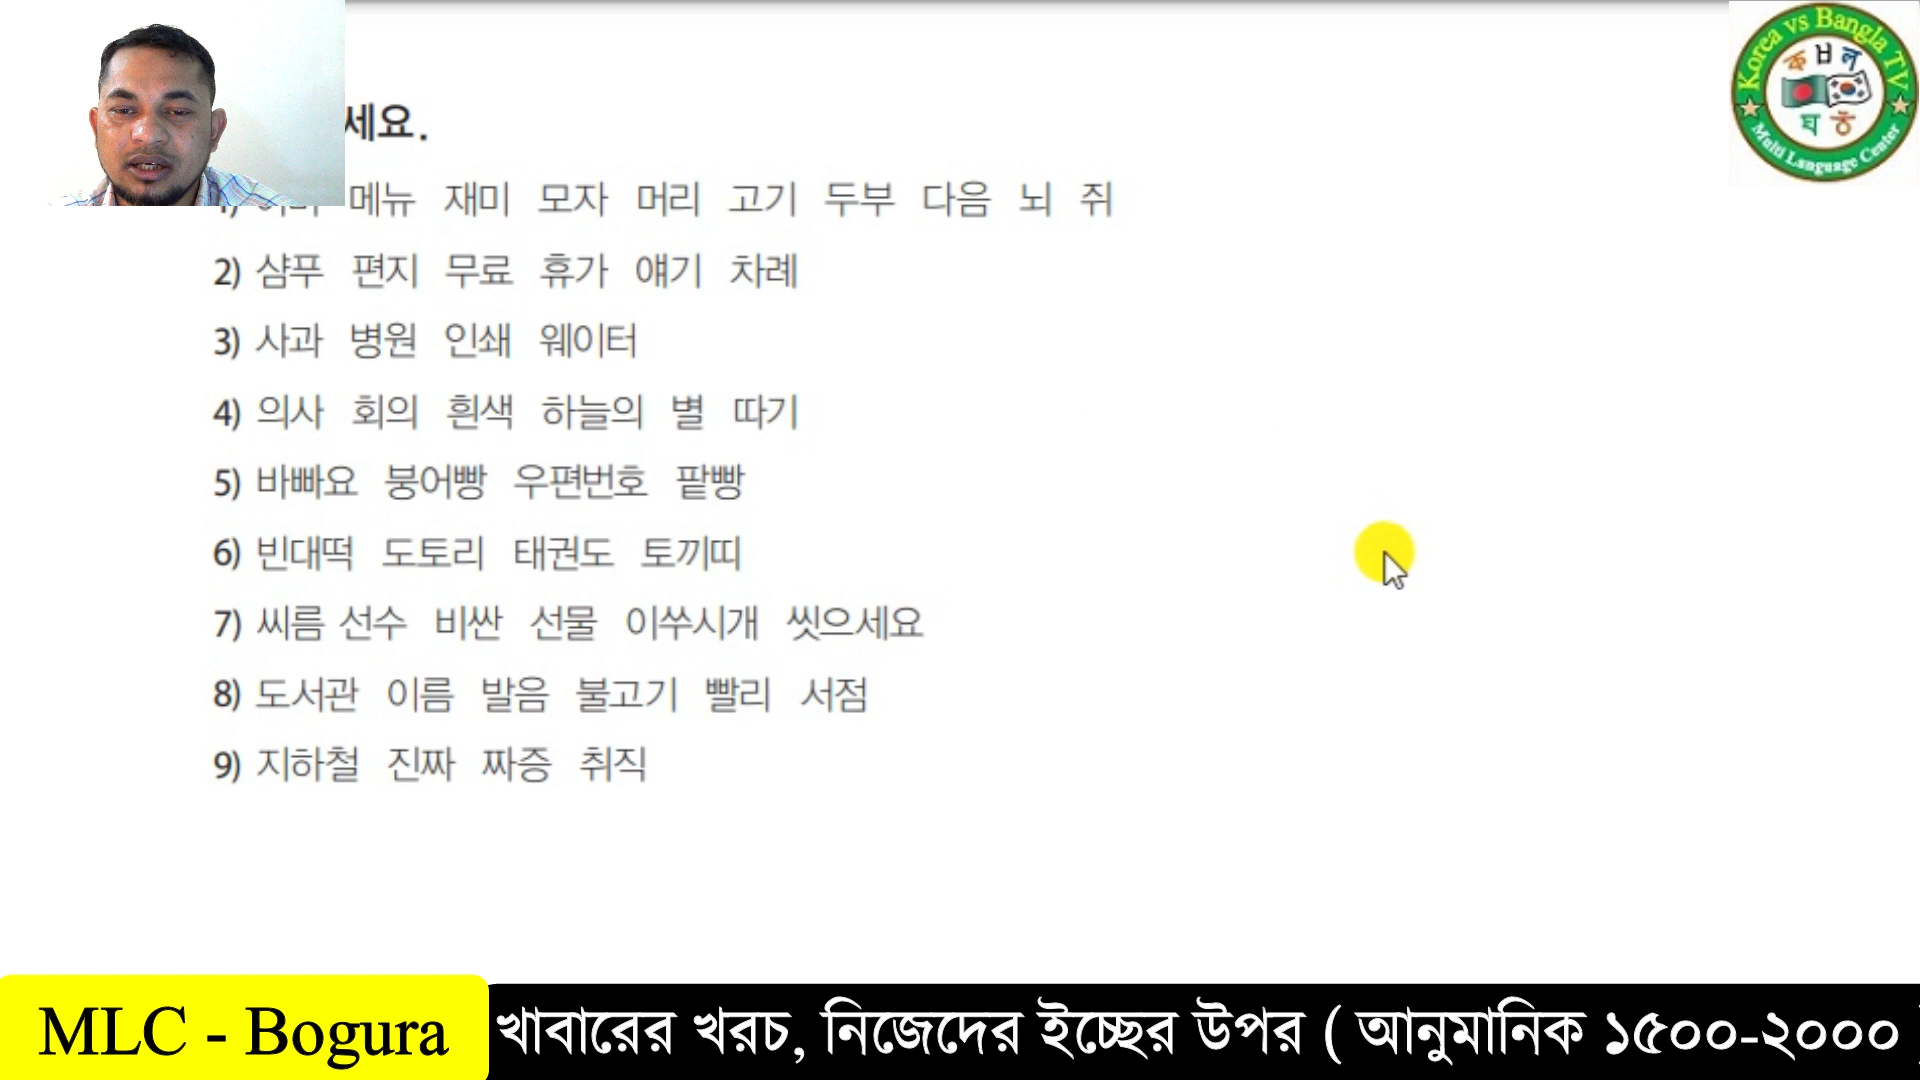 세요.
메뉴 재미 모자 머리 고기 두부 다음 뇌 쥐
2) 샴푸 편지 무료 휴가 얘기 차례
3) 사과 병원 인쇄 웨이터
4) 의사 회의 흰색 하늘의 별 따기
5) 바빠요 붕어빵 우편번호 팥빵
6) 빈대떡 도토리 태권도 토끼띠
7) 씨름 선수 비싼 선물 이쑤시개 씻으세요
8) 도서관 이름 발음 불고기 빨리 서점
9) 지하철 진짜 짜증 취직
Korea vs Bangla TV
ক ㅂ ল
ঘ ㅎ
Multi Language Center
MLC - Bogura
খাবারের খরচ, নিজেদের ইচ্ছের উপর ( আনুমানিক ১৫০০-২০০০